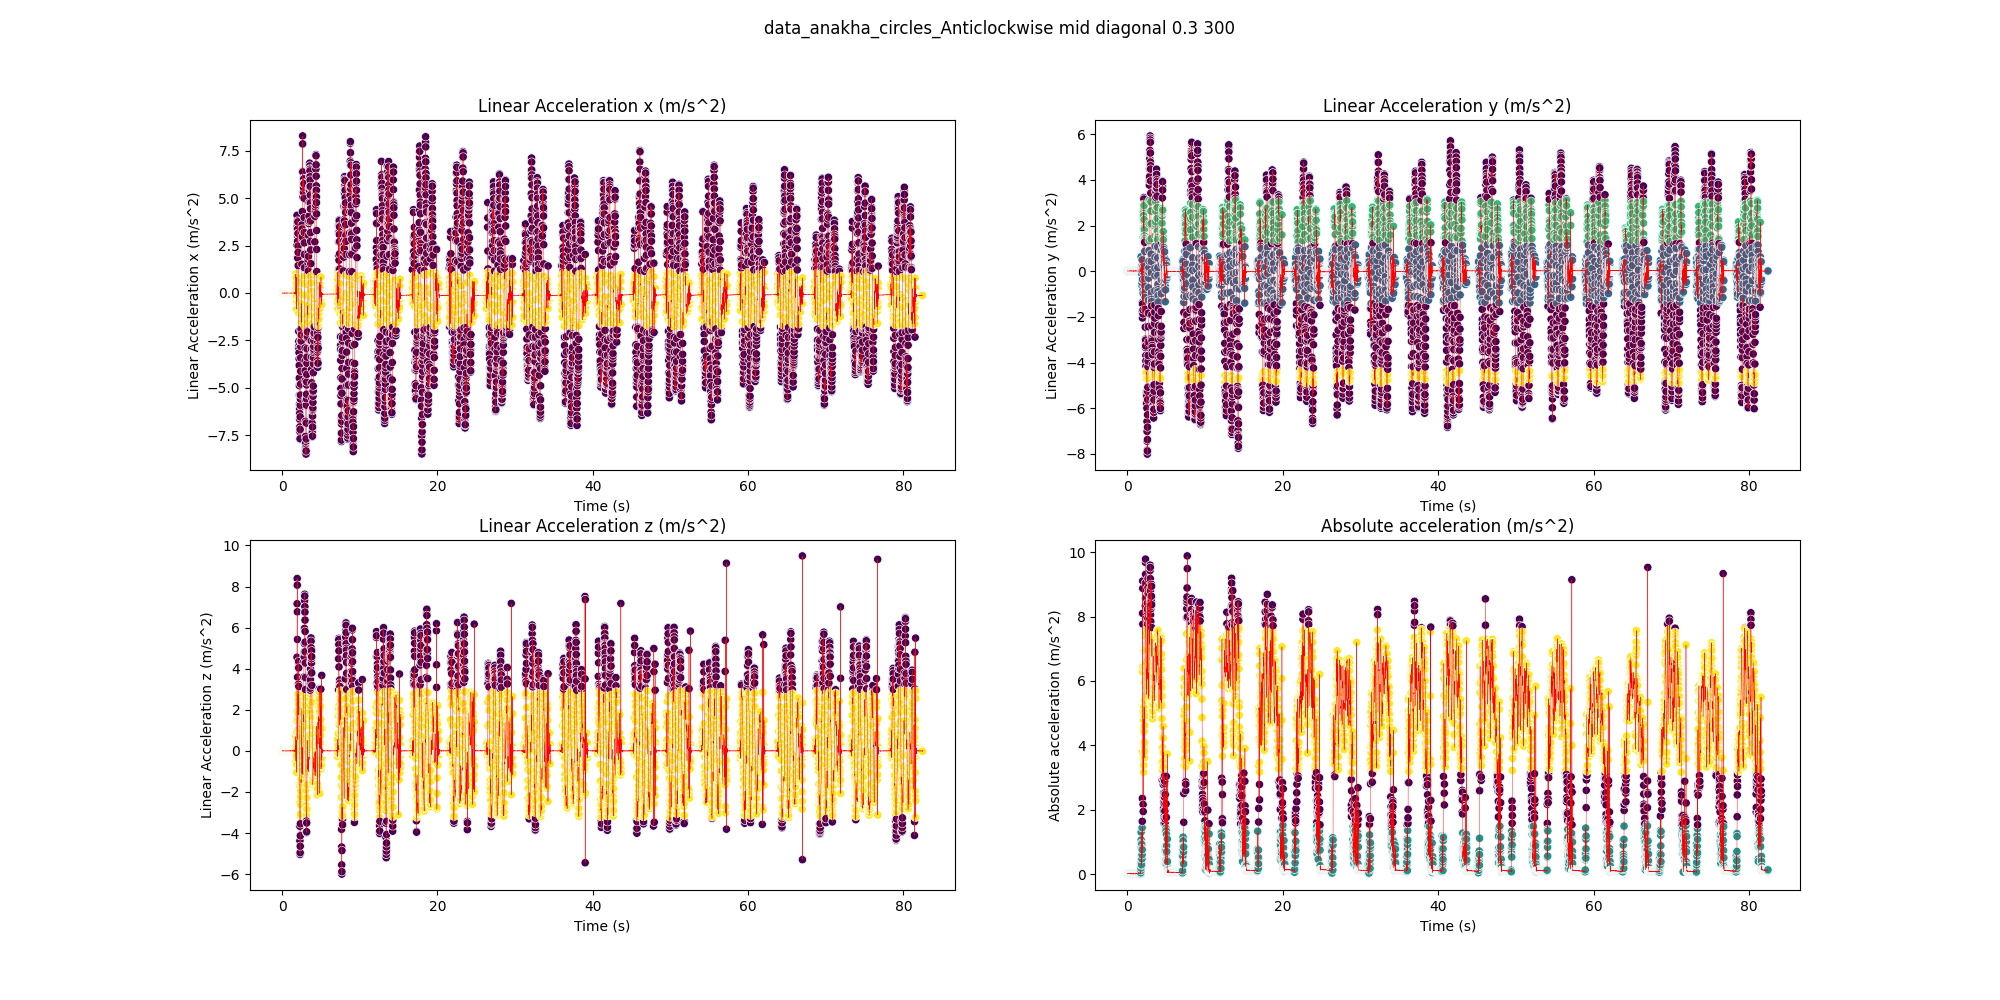 data_anakha_circles_Anticlockwise mid diagonal 0.3 300
Linear Acceleration x (m/s^2)
Linear Acceleration x (m/s^2)
7.5
5.0
2.5
0.0
−2.5
−5.0
−7.5
0 20 40 60 80
Time (s)
Linear Acceleration y (m/s^2)
Linear Acceleration y (m/s^2)
6
4
2
0
−2
−4
−6
−8
0 20 40 60 80
Time (s)
Linear Acceleration z (m/s^2)
Linear Acceleration z (m/s^2)
10
8
6
4
2
0
−2
−4
−6
0 20 40 60 80
Time (s)
Absolute acceleration (m/s^2)
Absolute acceleration (m/s^2)
10
8
6
4
2
0
0 20 40 60 80
Time (s)